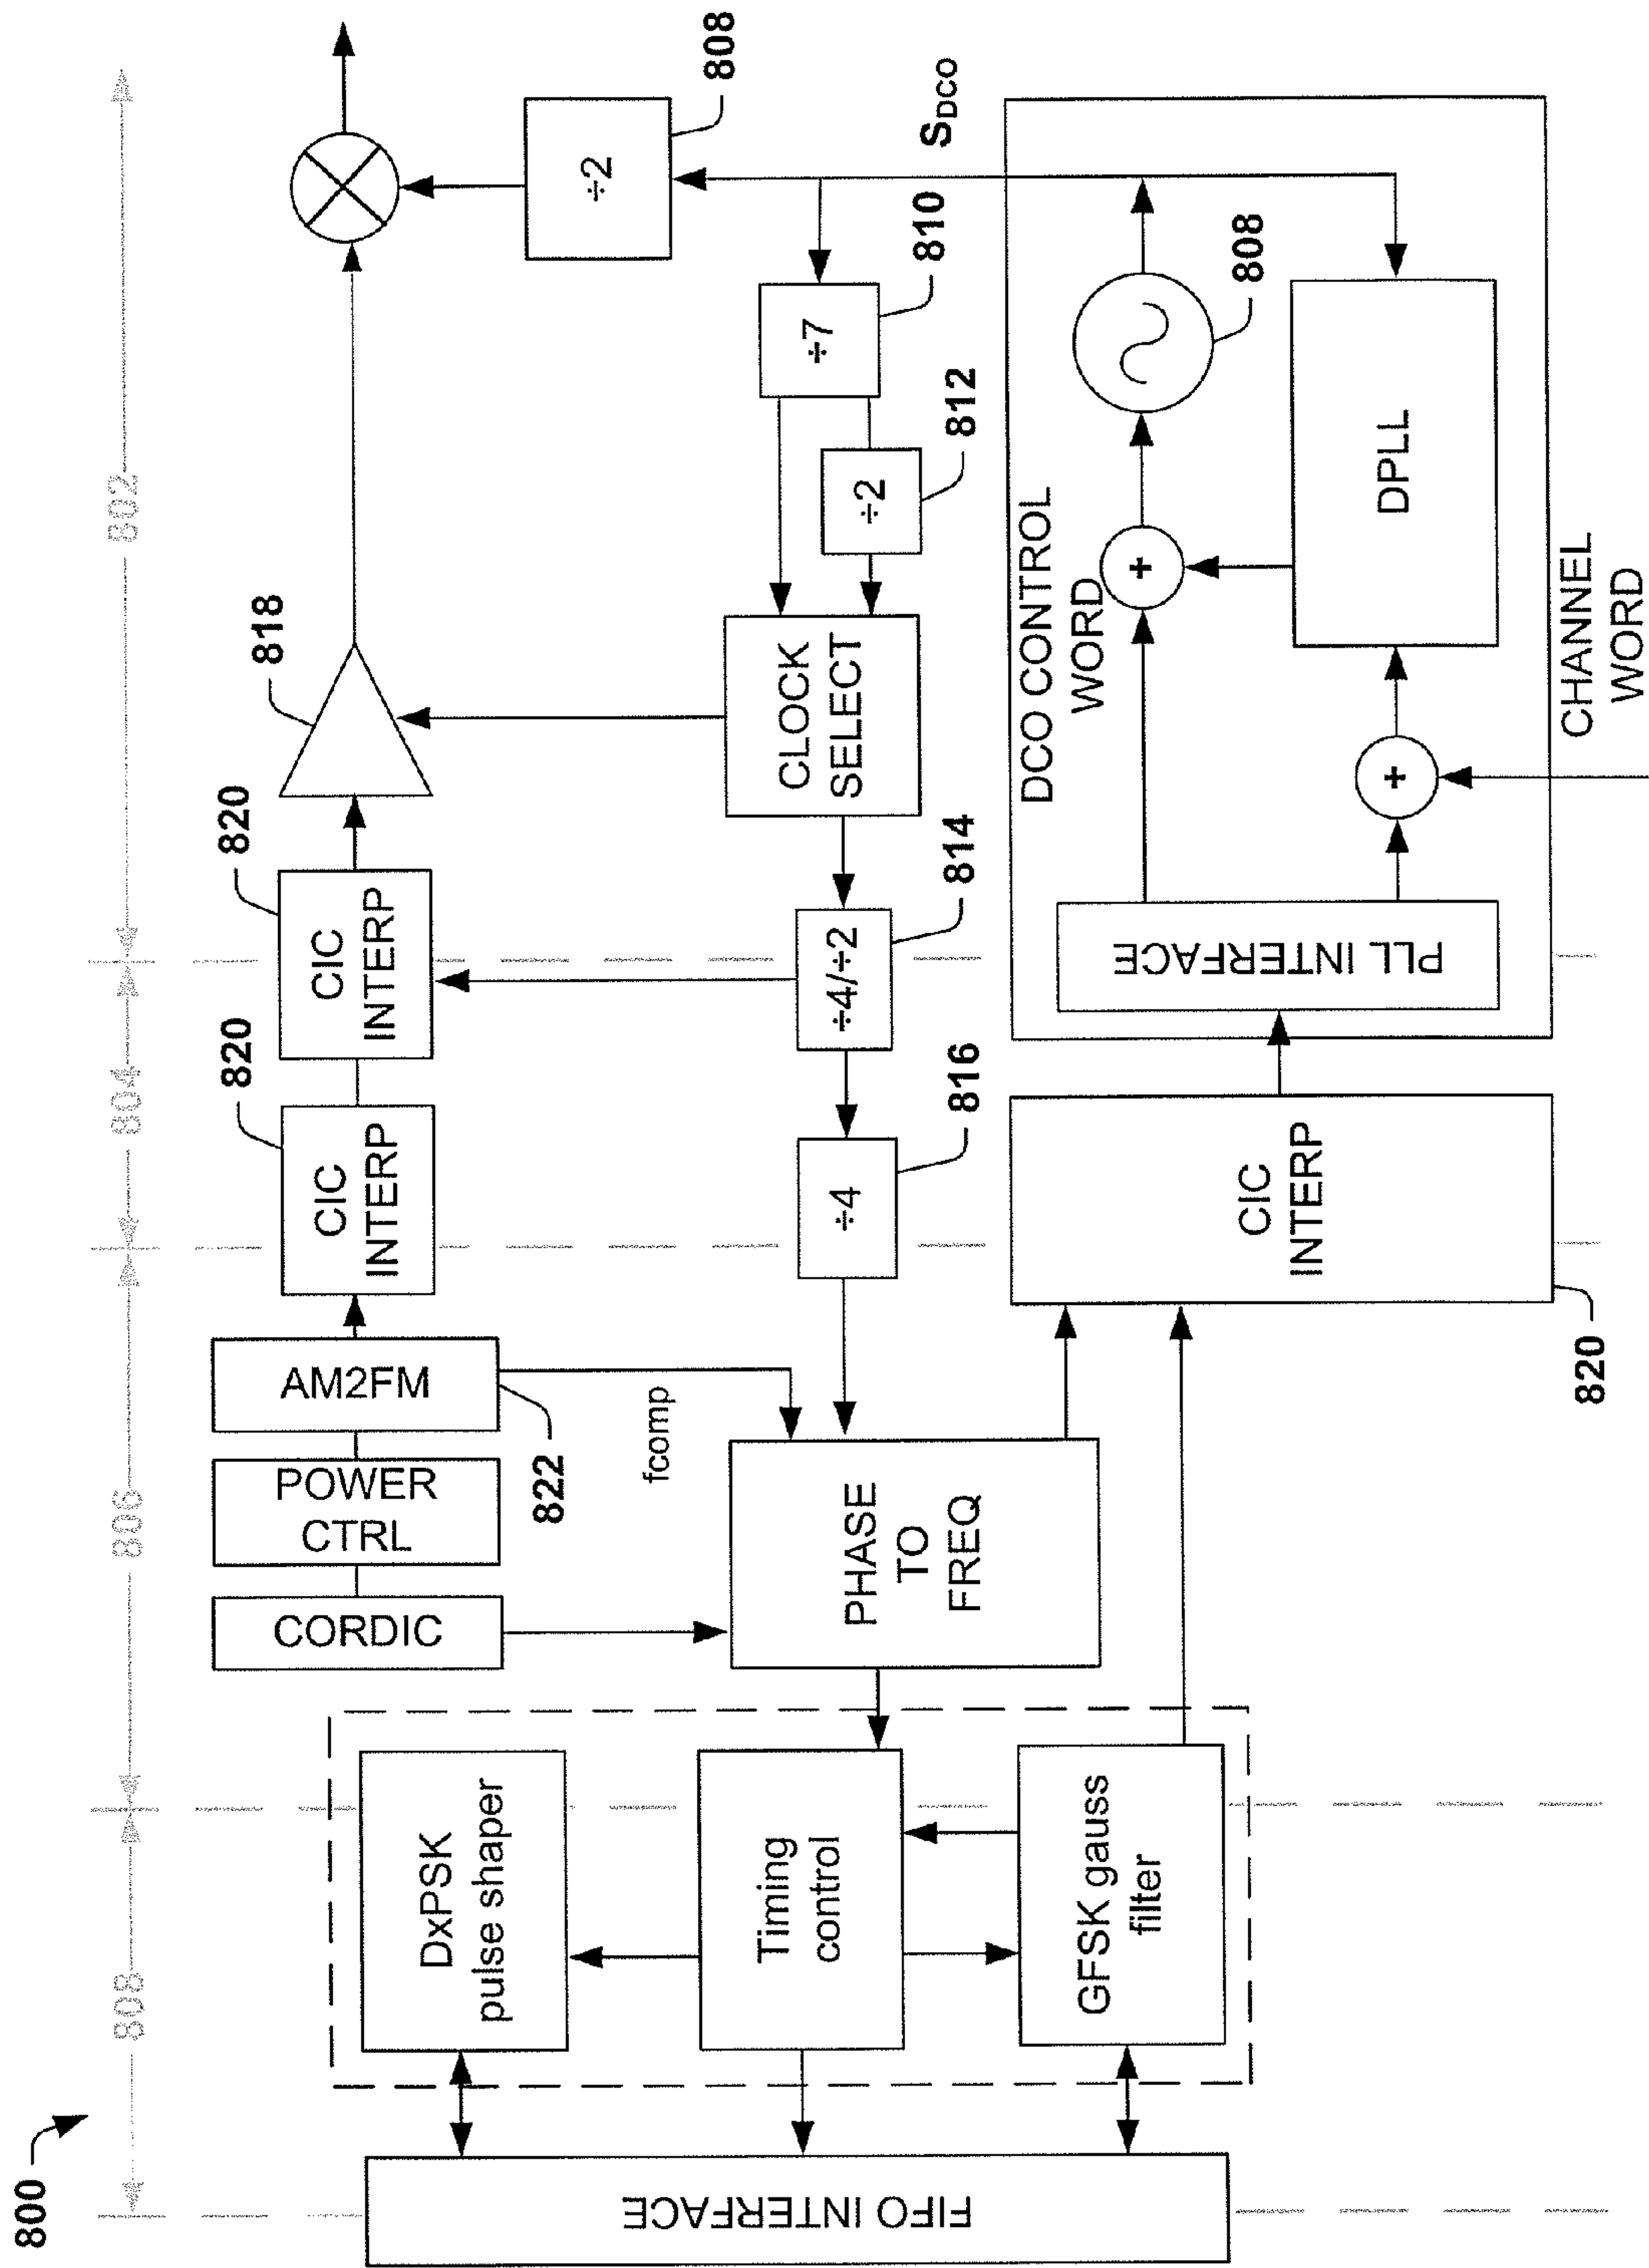 800
808
806
804
802
FIFO INTERFACE
DxPSK
pulse shaper
Timing
control
GFSK gauss
filter
CORDIC
POWER
CTRL
AM2FM
822
fcomp
PHASE
TO
FREQ
CIC
INTERP
820
CIC
INTERP
820
818
÷4
816
÷4/÷2
814
CLOCK
SELECT
÷2
812
÷7
810
÷2
808
SDCO
CIC
INTERP
820
PLL INTERFACE
DCO CONTROL
WORD
+
+
808
DPLL
CHANNEL
WORD